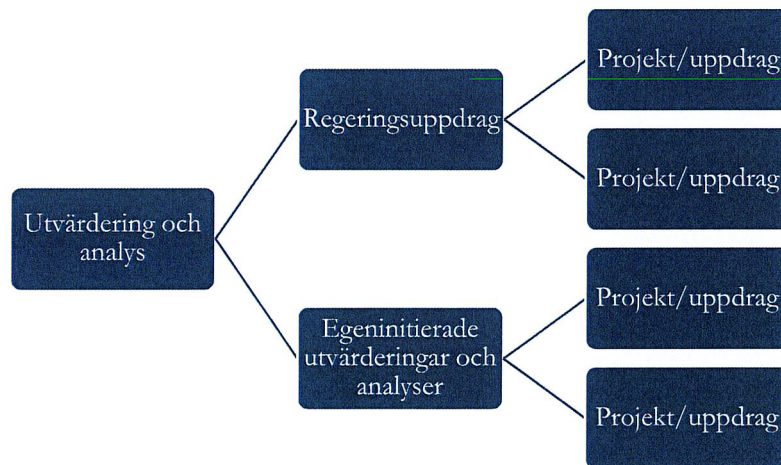 Utvärdering och
analys
Regeringsuppdrag
Egeninitierade
utvärderingar och
analyser
Projekt/uppdrag
Projekt/uppdrag
Projekt/uppdrag
Projekt/uppdrag